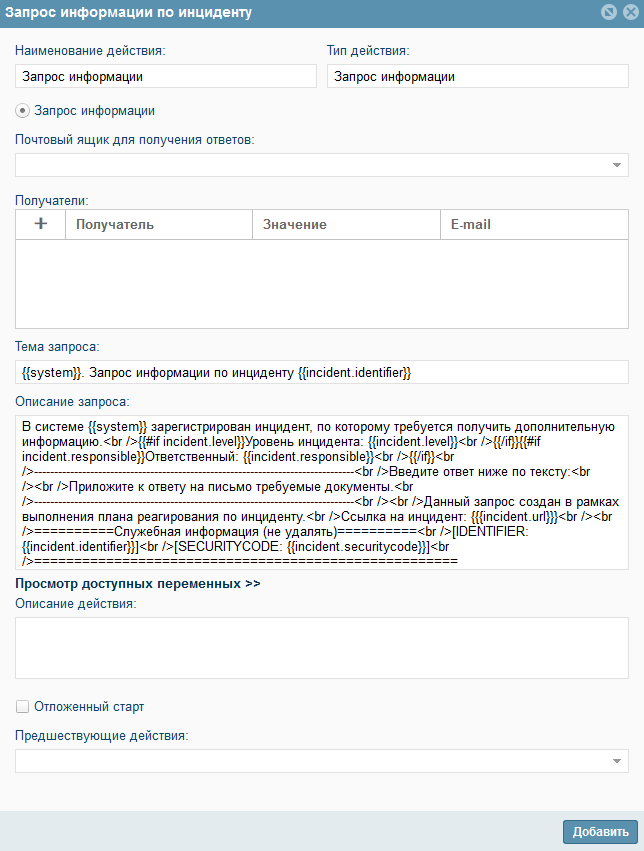 Запрос информации по инциденту
Наименование действия: Тип действия:
Запрос информации Запрос информации
Запрос информации
Почтовый ящик для получения ответов:
Получатели:
+ Получатель Значение E-mail
Тема запроса:
{{system}}. Запрос информации по инциденту {{incident.identifier}}
Описание запроса:
В системе {{system}} зарегистрирован инцидент, по которому требуется получить дополнительную
информацию.<br />{{#if incident.level}}Уровень инцидента: {{incident.level}}<br />{{/if}}{{#if
incident.responsible}}Ответственный: {{incident.responsible}}<br />{{/if}}<br
/>--------------------------------------------------------------------------------<br />Введите ответ ниже по тексту:<br
/><br />Приложите к ответу на письмо требуемые документы.<br
/>--------------------------------------------------------------------------------<br /><br />Данный запрос создан в рамках
выполнения плана реагирования по инциденту.<br />Ссылка на инцидент: {{{incident.url}}}<br /><br
/>==========Служебная информация (не удалять)==========<br />[IDENTIFIER:
{{incident.identifier}}]<br />[SECURITYCODE: {{incident.securitycode}}]<br
/>==================================================
Просмотр доступных переменных >>
Описание действия:
Отложенный старт
Предшествующие действия:
Добавить